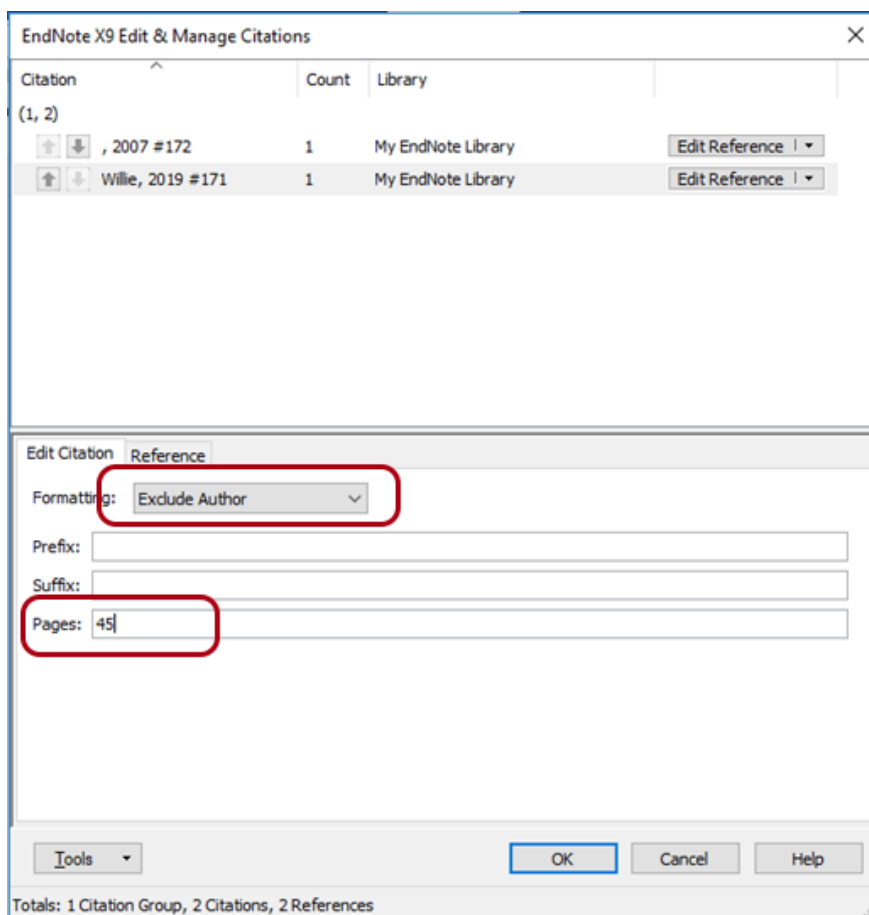 EndNote X9 Edit & Manage Citations
Citation Count Library
(1, 2)
, 2007 #172 1 My EndNote Library Edit Reference
Willie, 2019 #171 1 My EndNote Library Edit Reference
Edit Citation Reference
Formatting: Exclude Author
Prefix:
Suffix:
Pages: 45
Tools OK Cancel Help
Totals: 1 Citation Group, 2 Citations, 2 References